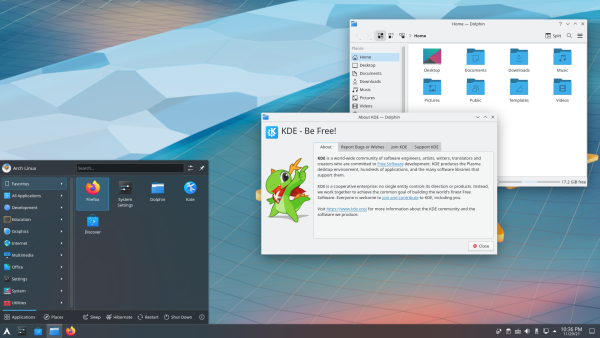 Home — Dolphin
Home
Split
Places
Home
Desktop
Documents
Downloads
Music
Pictures
Videos
Desktop
Documents
Downloads
Music
Pictures
Public
Templates
Videos
17.2 GiB free
About KDE — Dolphin
KDE - Be Free!
About
Report Bugs or Wishes
Join KDE
Support KDE
KDE is a world-wide community of software engineers, artists, writers, translators and
creators who are committed to Free Software development. KDE produces the Plasma
desktop environment, hundreds of applications, and the many software libraries that
support them.
KDE is a cooperative enterprise: no single entity controls its direction or products. Instead,
we work together to achieve the common goal of building the world's finest Free
Software. Everyone is welcome to join and contribute to KDE, including you.
Visit https://www.kde.org/ for more information about the KDE community and the
software we produce.
Close
Arch Linux
Search...
Favorites
All Applications
Development
Education
Graphics
Internet
Multimedia
Office
Settings
System
Utilities
Firefox
System
Settings
Dolphin
Kate
Discover
Applications
Places
Sleep
Hibernate
Restart
Shut Down
10:36 PM
11/20/21